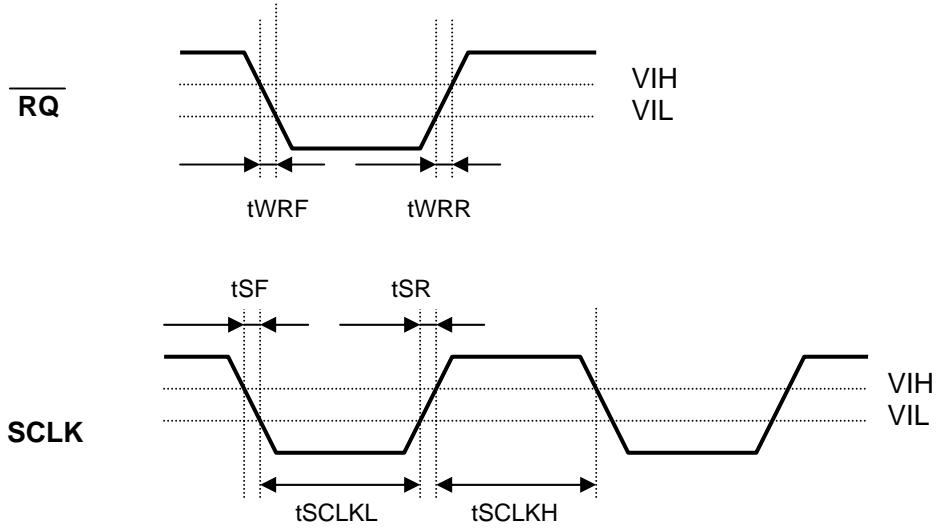 RQ
VIH
VIL
tWRF
tWRR
tSF
tSR
SCLK
VIH
VIL
tSCLKL
tSCLKH